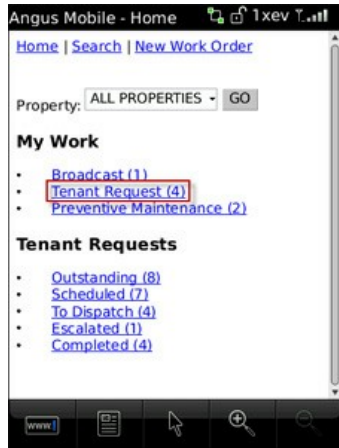 Angus Mobile - Home 1xev
Home | Search | New Work Order
Property: ALL PROPERTIES GO
My Work
• Broadcast (1)
• Tenant Request (4)
• Preventive Maintenance (2)
Tenant Requests
• Outstanding (8)
• Scheduled (7)
• To Dispatch (4)
• Escalated (1)
• Completed (4)
www